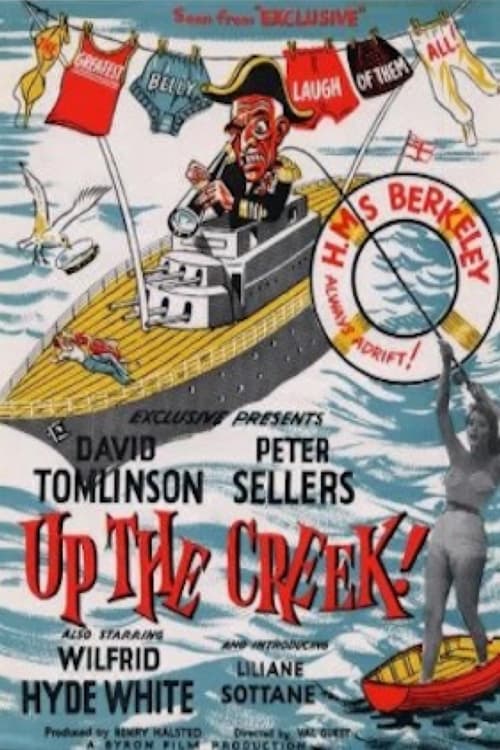 Seen from "EXCLUSIVE"
THE GREATEST BELLY LAUGH OF THEM ALL!
H.M.S BERKELEY
ALWAYS ADRIFT!
EXCLUSIVE PRESENTS
DAVID TOMLINSON
PETER SELLERS
UP THE CREEK!
ALSO STARRING
WILFRID HYDE WHITE
AND INTRODUCING
LILIANE SOTTANE
Produced by HENRY HALSTED
Directed by VAL GUEST
A BYRON FILM PRODUCTION